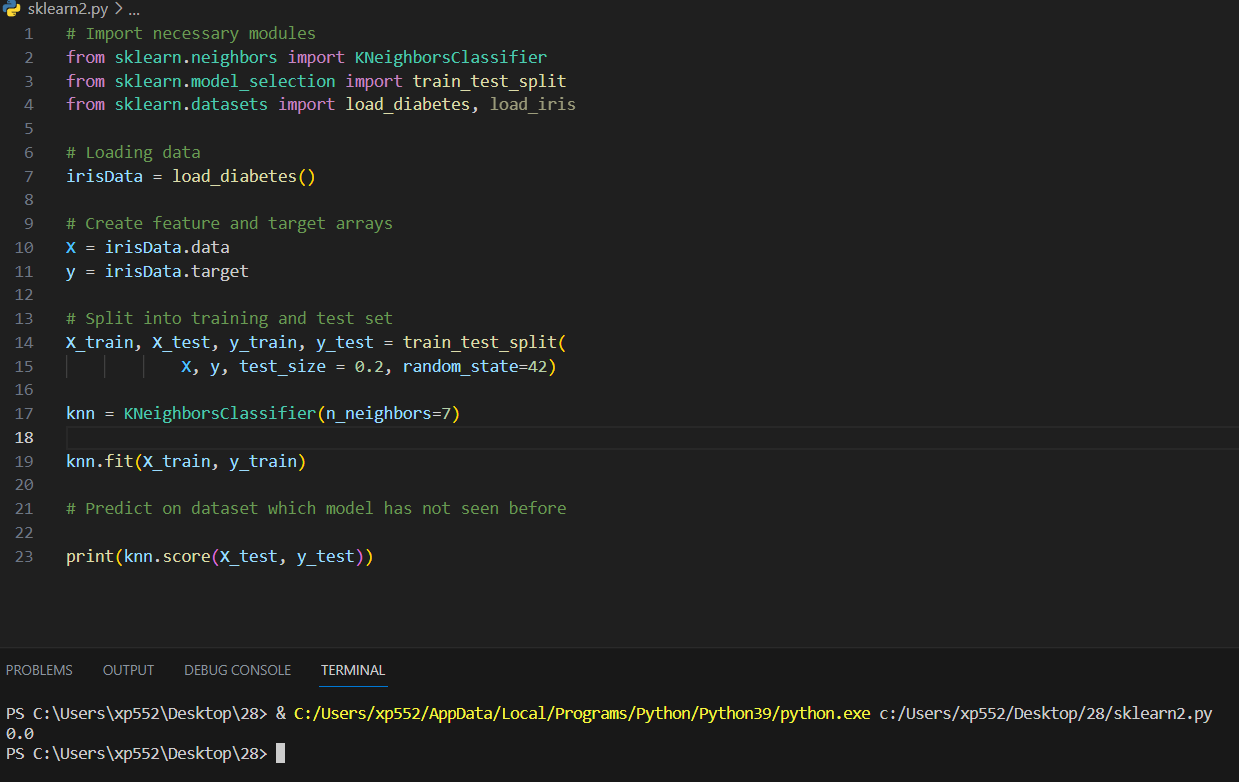 sklearn2.py > ...
1 # Import necessary modules
2 from sklearn.neighbors import KNeighborsClassifier
3 from sklearn.model_selection import train_test_split
4 from sklearn.datasets import load_diabetes, load_iris
5
6 # Loading data
7 irisData = load_diabetes()
8
9 # Create feature and target arrays
10 X = irisData.data
11 y = irisData.target
12
13 # Split into training and test set
14 X_train, X_test, y_train, y_test = train_test_split(
15             X, y, test_size = 0.2, random_state=42)
16
17 knn = KNeighborsClassifier(n_neighbors=7)
18
19 knn.fit(X_train, y_train)
20
21 # Predict on dataset which model has not seen before
22
23 print(knn.score(X_test, y_test))
PROBLEMS OUTPUT DEBUG CONSOLE TERMINAL
PS C:\Users\xp552\Desktop\28> & C:/Users/xp552/AppData/Local/Programs/Python/Python39/python.exe c:/Users/xp552/Desktop/28/sklearn2.py
0.0
PS C:\Users\xp552\Desktop\28>